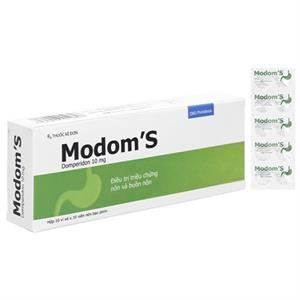 Rx THUỐC KÊ ĐƠN
DHG PHARMA
Modom'S
Domperidon 10 mg
Điều trị triệu chứng
nôn và buồn nôn
Hộp 10 vỉ x 10 viên nén bao phim
Modom'S
Modom'S
Modom'S
Modom'S
Modom'S
Modom'S